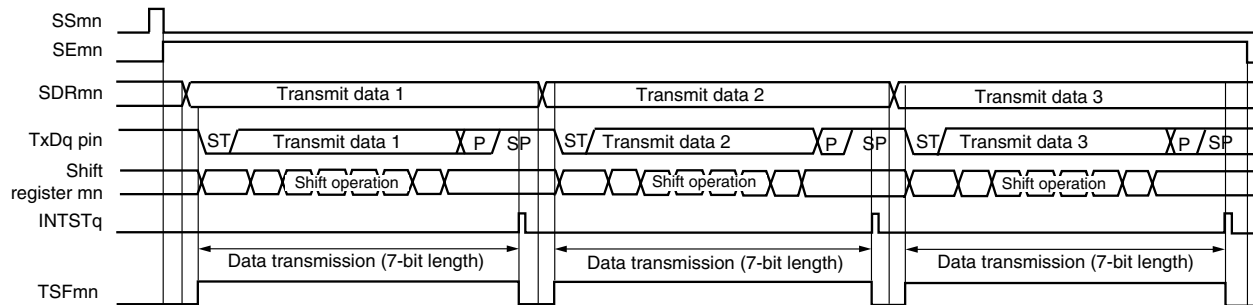 SSmn
SEmn
SDRmn Transmit data 1 Transmit data 2 Transmit data 3
TxDq pin ST Transmit data 1 P SP ST Transmit data 2 P SP ST Transmit data 3 P SP
Shift
register mn Shift operation Shift operation Shift operation
INTSTq
Data transmission (7-bit length) Data transmission (7-bit length) Data transmission (7-bit length)
TSFmn